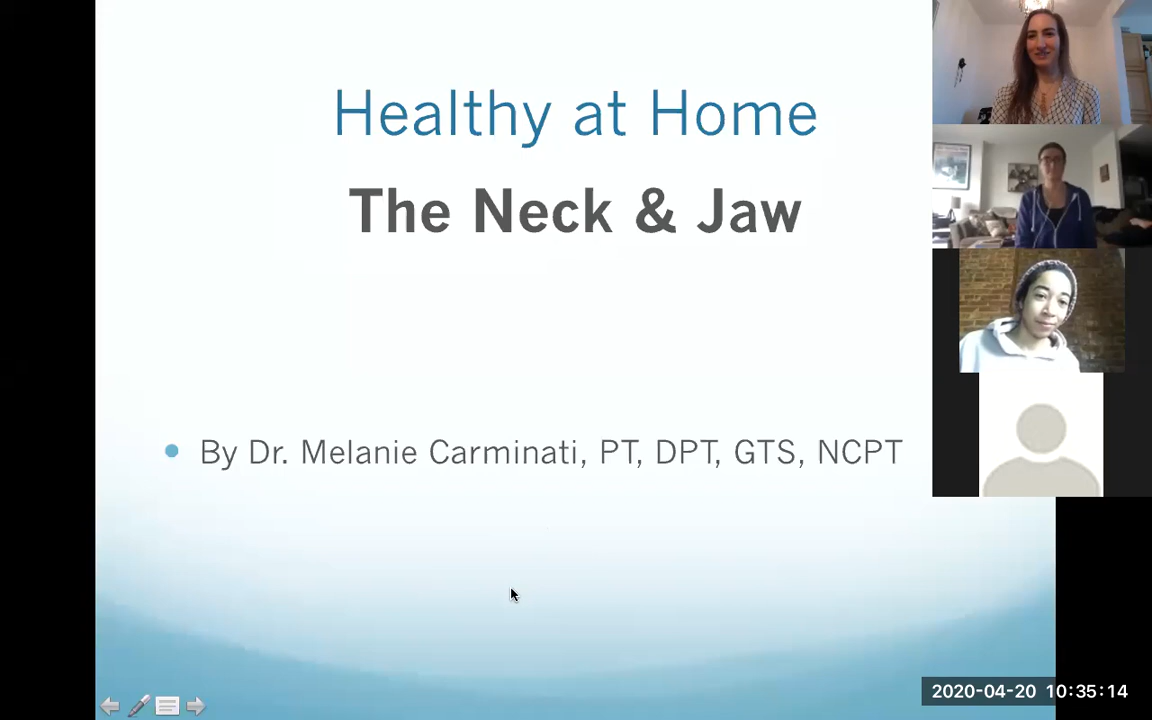 Healthy at Home
The Neck & Jaw
By Dr. Melanie Carminati, PT, DPT, GTS, NCPT
2020-04-20 10:35:14